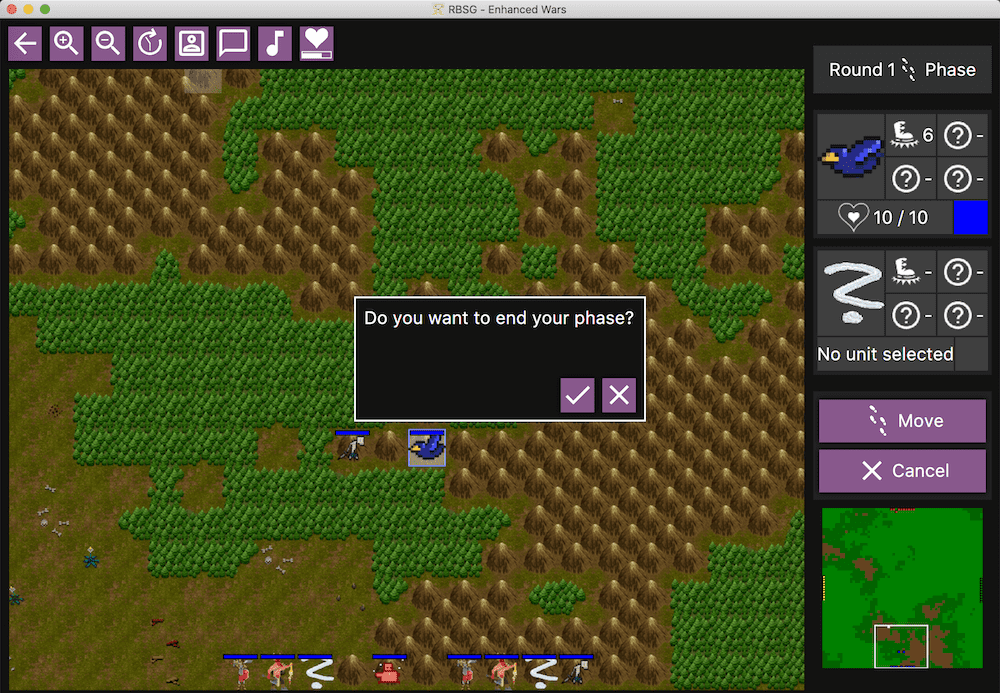 RBSG - Enhanced Wars
Round 1 Phase
6 -
- -
10 / 10
- -
- -
No unit selected
Do you want to end your phase?
Move
Cancel